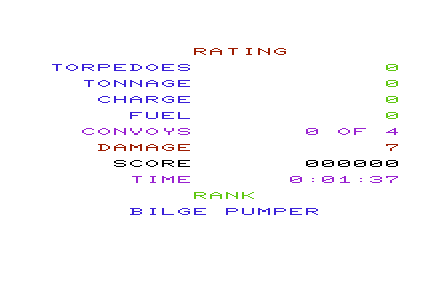 RATING
TORPEDOES 0
TONNAGE 0
CHARGE 0
FUEL 0
CONVOYS 0 OF 4
DAMAGE 7
SCORE 000000
TIME 0:01:37
RANK
BILGE PUMPER